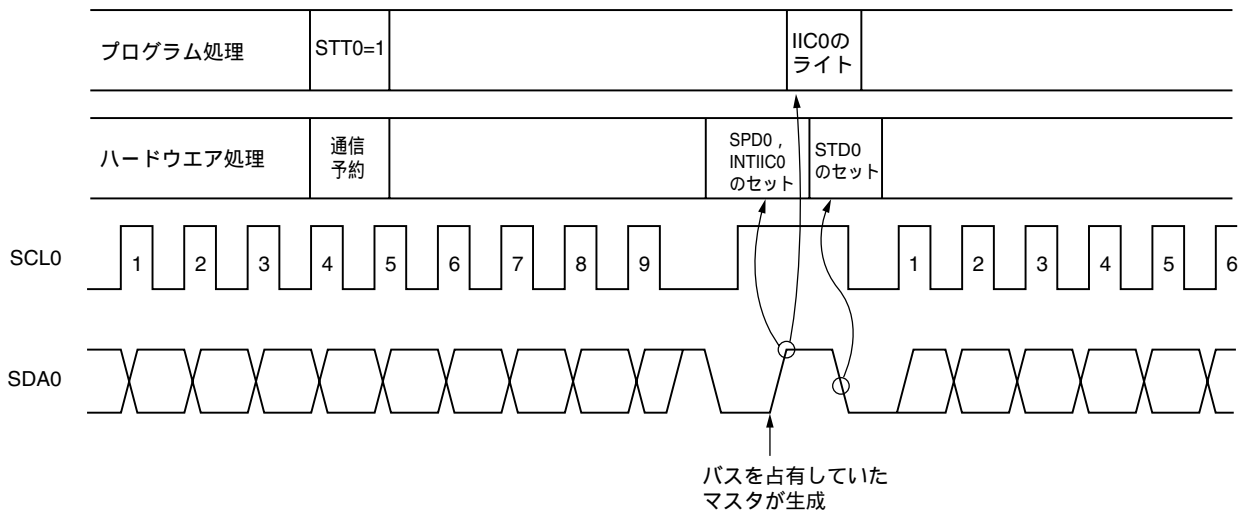 プログラム処理
STT0=1
IIC0の
ライト
ハードウエア処理
通信
予約
SPD0 ,
INTIIC0
のセット
STD0
のセット
SCL0
1 2 3 4 5 6 7 8 9 1 2 3 4 5 6
SDA0
バスを占有していた
マスタが生成